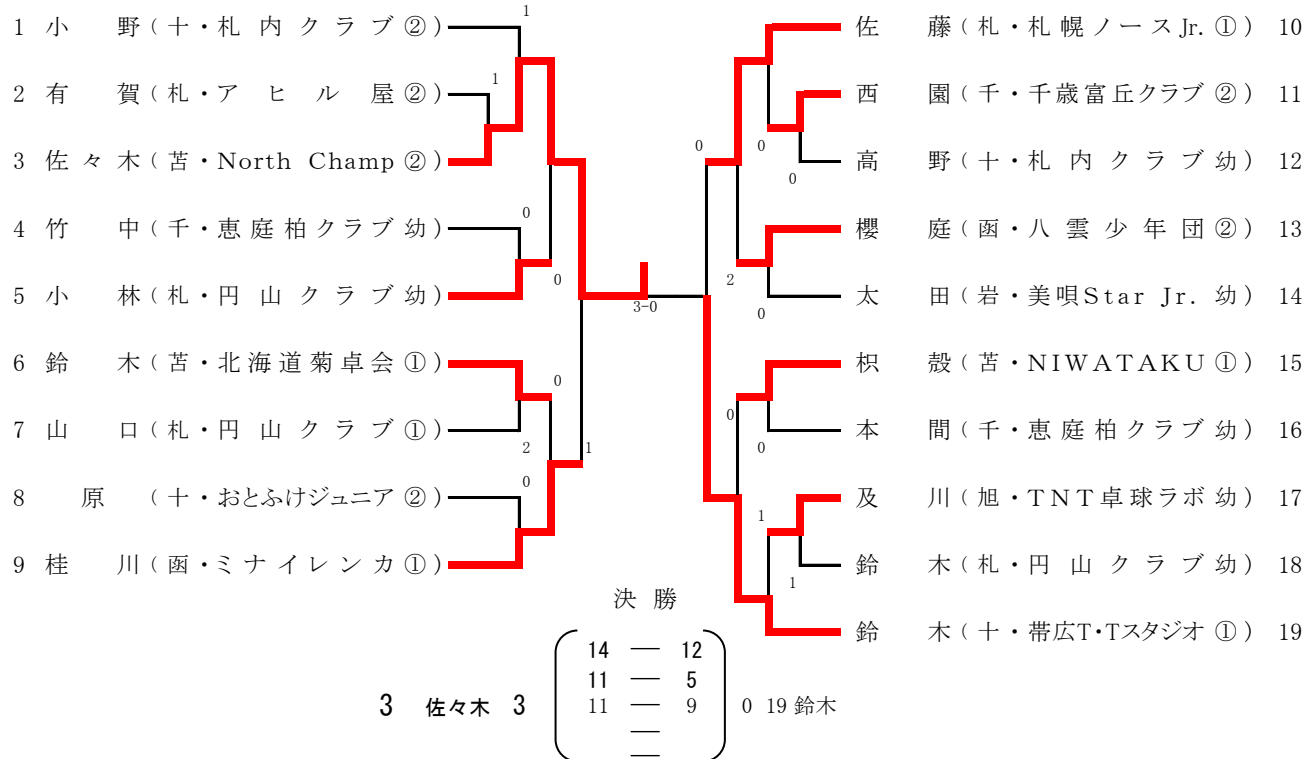 1 小 野 ( 十・札 内 ク ラ ブ ② )
2 有 賀 ( 札・ア ヒ ル 屋 ② )
3 佐 々 木 ( 苫・North Champ ② )
4 竹 中 ( 千・恵 庭 柏 ク ラ ブ 幼 )
5 小 林 ( 札・円 山 ク ラ ブ 幼 )
6 鈴 木 ( 苫・北 海 道 菊 卓 会 ① )
7 山 口 ( 札・円 山 ク ラ ブ ① )
8 原 ( 十・おとふけジュニア ② )
9 桂 川 ( 函・ミ ナ イ レ ン カ ① )
1
1
0
0
0
2
0
1
3-0
0
0
0
2
0
0
0
1
1
佐 藤 ( 札・札 幌 ノ ー ス Jr. ① ) 10
西 園 ( 千・千歳富丘クラブ ② ) 11
高 野 ( 十・札 内 ク ラ ブ 幼 ) 12
櫻 庭 ( 函・八 雲 少 年 団 ② ) 13
太 田 ( 岩・美唄Star Jr. 幼 ) 14
枳 殻 ( 苫・NIWATAKU ① ) 15
本 間 ( 千・恵 庭 柏 ク ラ ブ 幼 ) 16
及 川 ( 旭・TNT卓球ラボ 幼 ) 17
鈴 木 ( 札・円 山 ク ラ ブ 幼 ) 18
鈴 木 ( 十・帯広T・Tスタジオ ① ) 19
決 勝
14 — 12
11 — 5
3 佐々木 3 11 — 9 0 19 鈴木
—
—